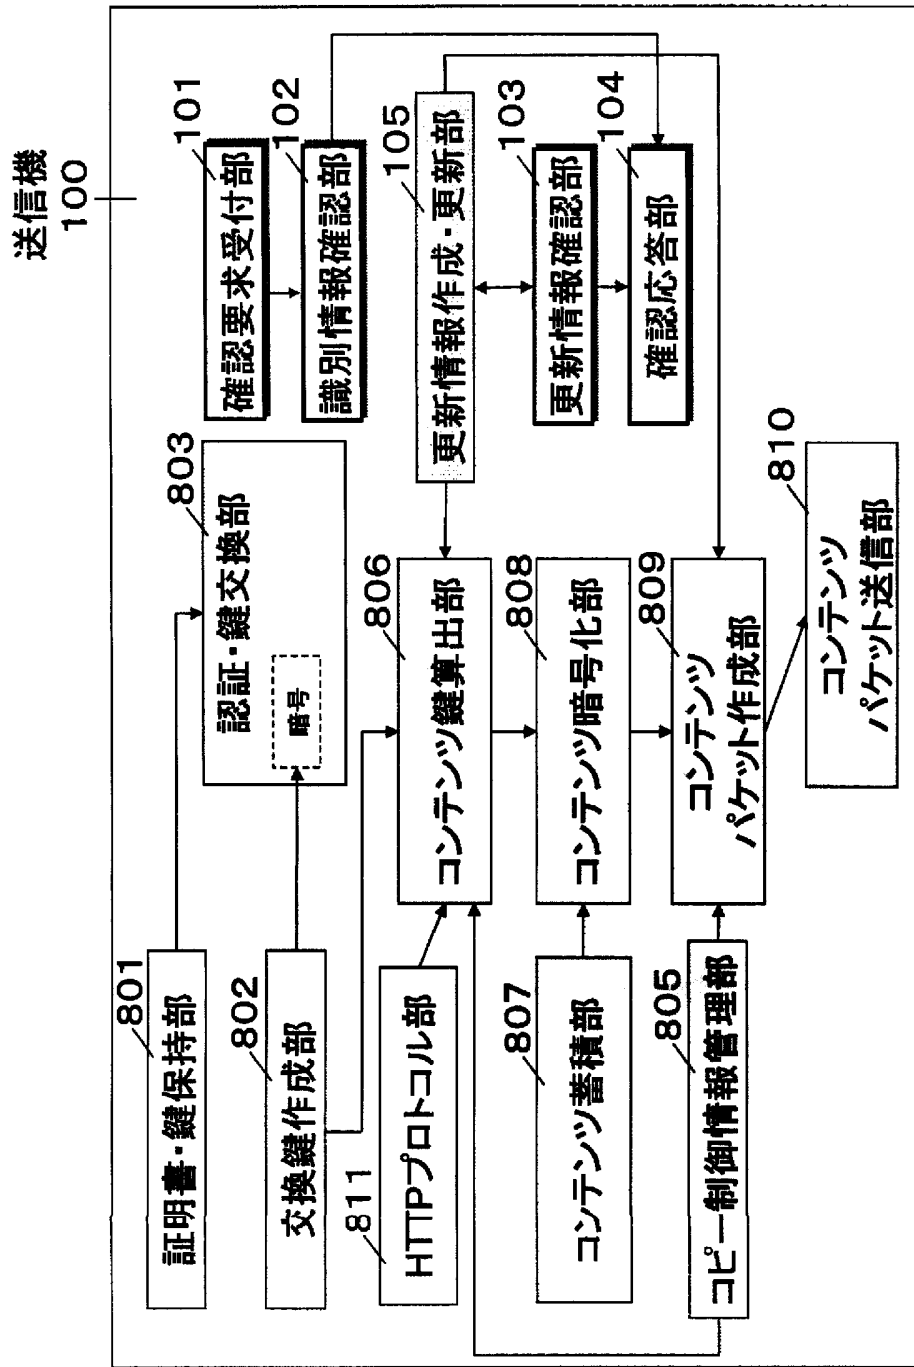 送信機
100
801
証明書・鍵保持部
803
認証・鍵交換部
暗号
101
確認要求受付部
802
交換鍵作成部
102
識別情報確認部
811
HTTPプロトコル部
806
コンテンツ鍵算出部
105
更新情報作成・更新部
807
コンテンツ蓄積部
808
コンテンツ暗号化部
103
更新情報確認部
805
コピー制御情報管理部
809
コンテンツ
パケット作成部
104
確認応答部
810
コンテンツ
パケット送信部